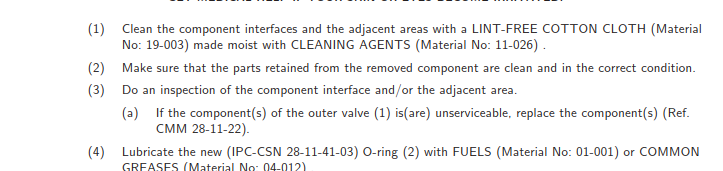 (1) Clean the component interfaces and the adjacent areas with a LINT-FREE COTTON CLOTH (Material
No: 19-003) made moist with CLEANING AGENTS (Material No: 11-026) .
(2) Make sure that the parts retained from the removed component are clean and in the correct condition.
(3) Do an inspection of the component interface and/or the adjacent area.
(a) If the component(s) of the outer valve (1) is(are) unserviceable, replace the component(s) (Ref.
CMM 28-11-22).
(4) Lubricate the new (IPC-CSN 28-11-41-03) O-ring (2) with FUELS (Material No: 01-001) or COMMON
GREASES (Material No: 04-012)